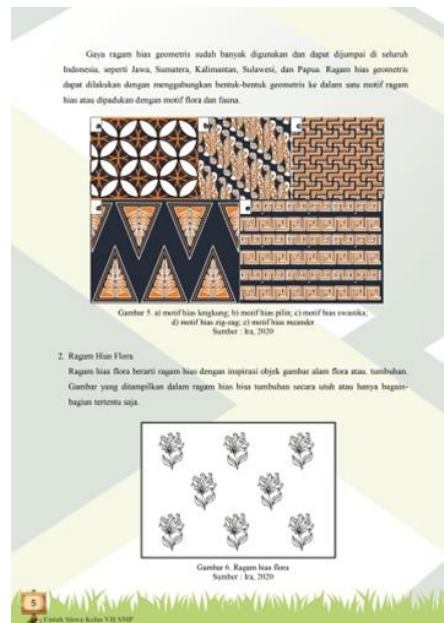 Gaya ragam hias geometris sudah banyak digunakan dan dapat dijumpai di seluruh
Indonesia, seperti Jawa, Sumatera, Kalimantan, Sulawesi, dan Papua. Ragam hias geometris
dapat dilakukan dengan menggabungkan bentuk-bentuk geometris ke dalam satu motif ragam
hias atau dipadukan dengan motif flora dan fauna.
a
b
c
d
e
Gambar 5. a) motif hias lengkung; b) motif hias pilin; c) motif hias swastika;
d) motif hias zig-zag; e) motif hias meander
Sumber : Ira, 2020
2. Ragam Hias Flora
Ragam hias flora berarti ragam hias dengan inspirasi objek gambar alam flora atau. tumbuhan.
Gambar yang ditampilkan dalam ragam hias bisa tumbuhan secara utuh atau hanya bagain-
bagian tertentu saja.
Gambar 6. Ragam hias flora
Sumber : Ira, 2020
5
Untuk Siswa Kelas VII SMP